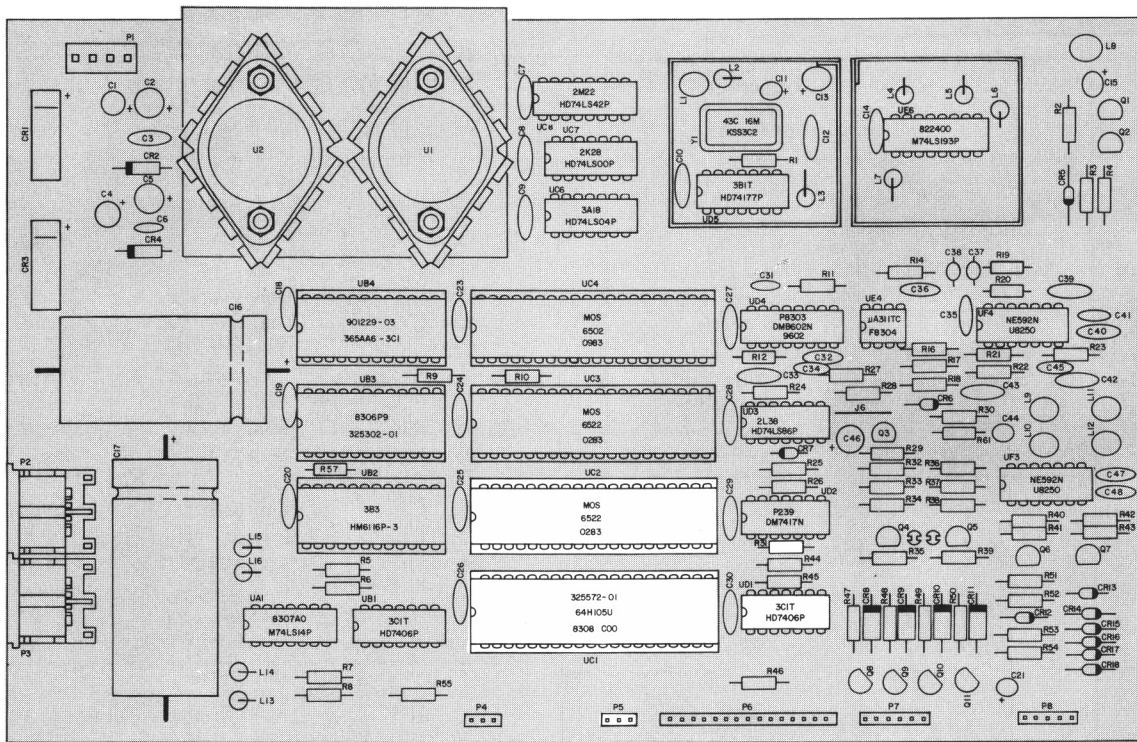 P1
C1
C2
CR1
C3
CR2
C5
C4
C6
CR4
CR3
U2
U1
C7
2M22
HD74LS42P
UC8
UC7
C8
2K28
HD74LS00P
UC6
C9
3A18
HD74LS04P
L1
L2
C11
C13
43C 16M
KSS3C2
Y1
C12
R1
C10
3B1T
HD74177P
UD5
L3
L4
L5
L6
UE6
C14
822400
M74LS193P
L7
L8
C15
R2
Q1
Q2
CR5
R3
R4
C16
C18
UB4
901229-03
365AA6-3C1
C23
UC4
MOS
6502
0983
C27
C31
R11
UD4
P8303
DM8602N
9602
R14
C36
C38
C37
R19
R20
C39
UE4
µA311TC
F8304
C35
UF4
NE592N
U8250
C41
C40
R12
C32
C34
C33
R16
R17
R18
R21
R22
R23
C45
C42
C43
R9
R10
R27
R28
R24
C19
UB3
8306P9
325302-01
C24
UC3
MOS
6522
0283
C28
UD3
2L38
HD74LS86P
J6
CR6
R30
R61
C44
L9
L10
L11
L12
C46
Q3
CR7
R25
R26
R29
R32
R33
R34
R36
R37
R38
C17
P2
R57
C20
UB2
3B3
HM6116P-3
C25
UC2
MOS
6522
0283
C29
UD2
P239
DM7417N
UF3
NE592N
U8250
C47
C48
R40
R41
R42
R43
Q4
Q5
Q6
Q7
R35
R39
L15
L16
R5
R6
R31
R44
R45
P3
UA1
8307A0
M74LS14P
UB1
3C1T
HD7406P
C26
325572-01
64H105U
8308 C00
UC1
C30
UD1
3C1T
HD7406P
R47
CR8
R48
CR9
R49
CR10
R50
CR11
R51
R52
CR12
R53
R54
CR13
CR14
CR15
CR16
CR17
CR18
L14
L13
R7
R8
R55
R46
Q8
Q9
Q10
Q11
C21
P4
P5
P6
P7
P8